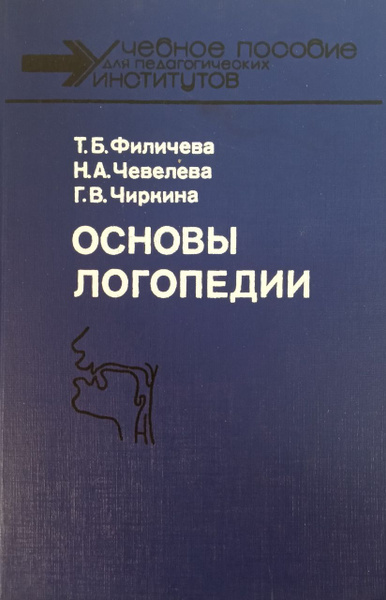 Учебное пособие
для педагогических
институтов
Т.Б.Филичева
Н.А.Чевелева
Г.В.Чиркина
ОСНОВЫ
ЛОГОПЕДИИ